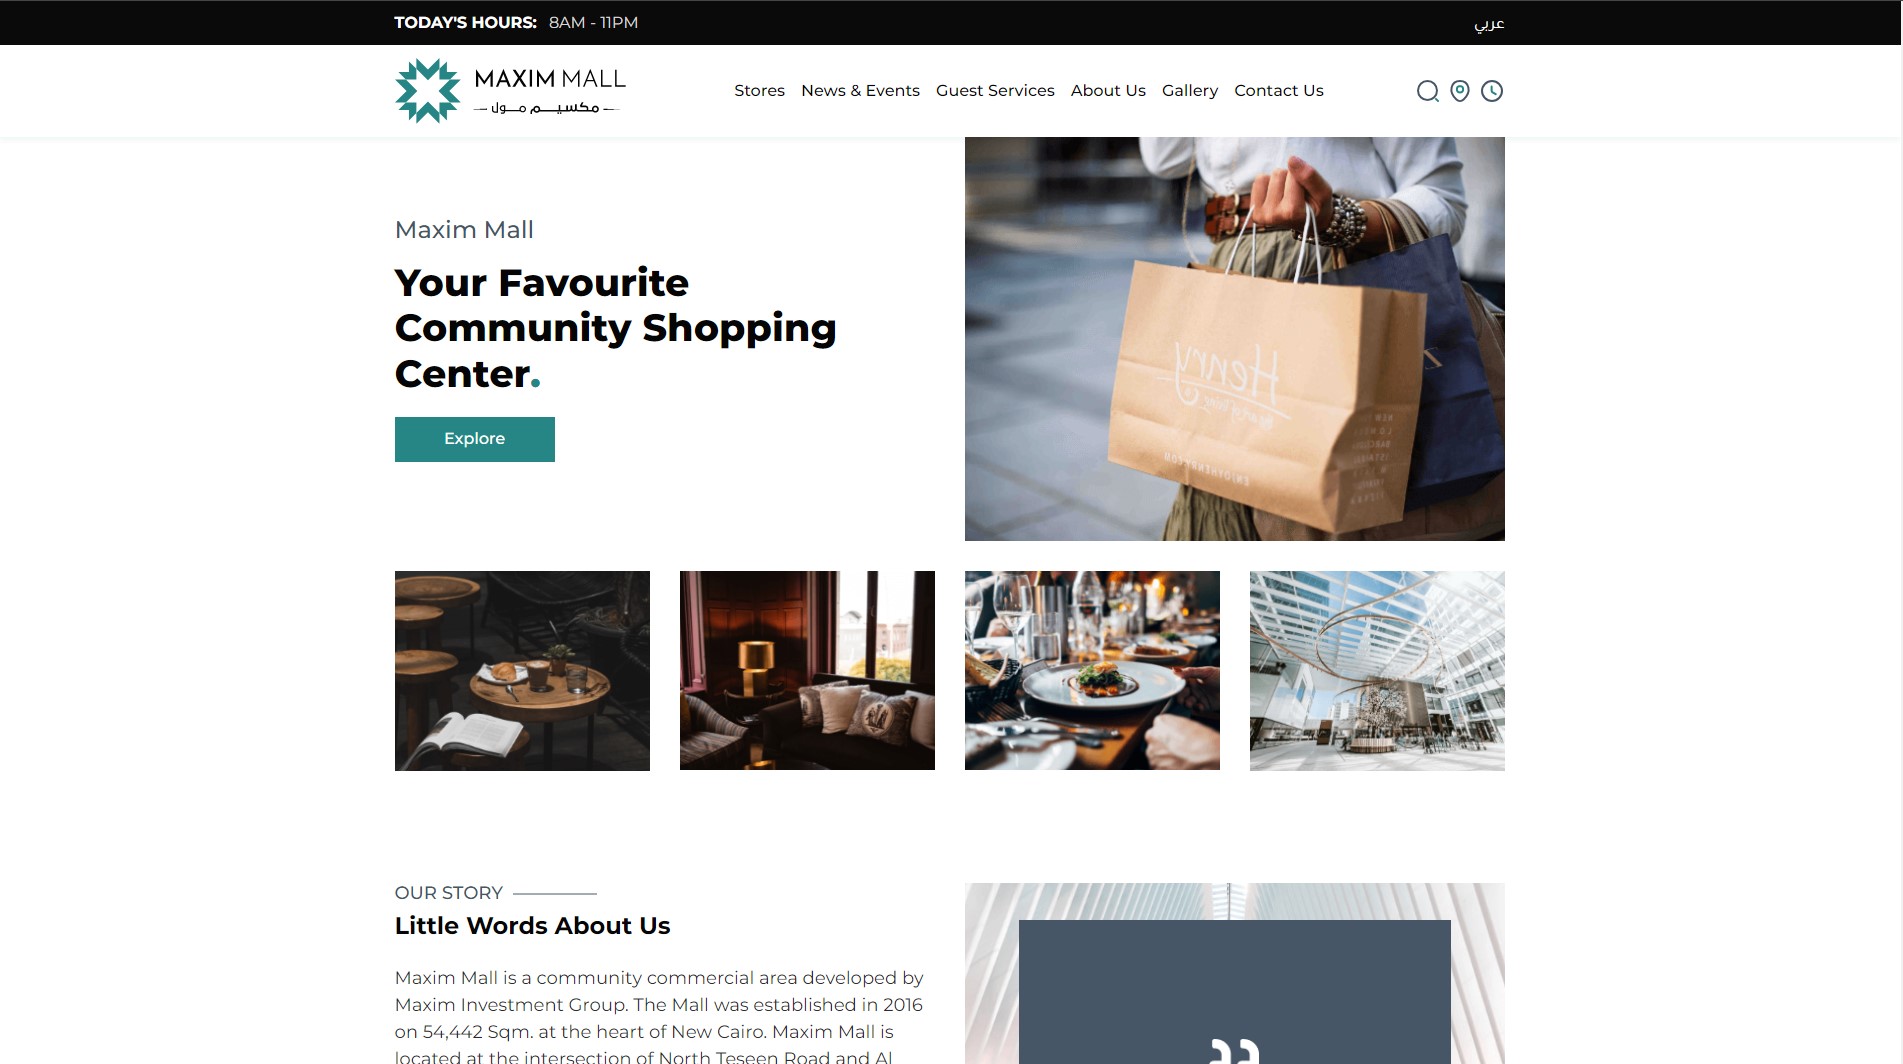 TODAY'S HOURS: 8AM - 11PM
عربي
MAXIM MALL
مكسيم مول
Stores News & Events Guest Services About Us Gallery Contact Us
Maxim Mall
Your Favourite
Community Shopping
Center.
Explore
Henry
ENJOYHENRY.COM
OUR STORY
Little Words About Us
Maxim Mall is a community commercial area developed by
Maxim Investment Group. The Mall was established in 2016
on 54,442 Sqm. at the heart of New Cairo. Maxim Mall is
located at the intersection of North Teseen Road and Al